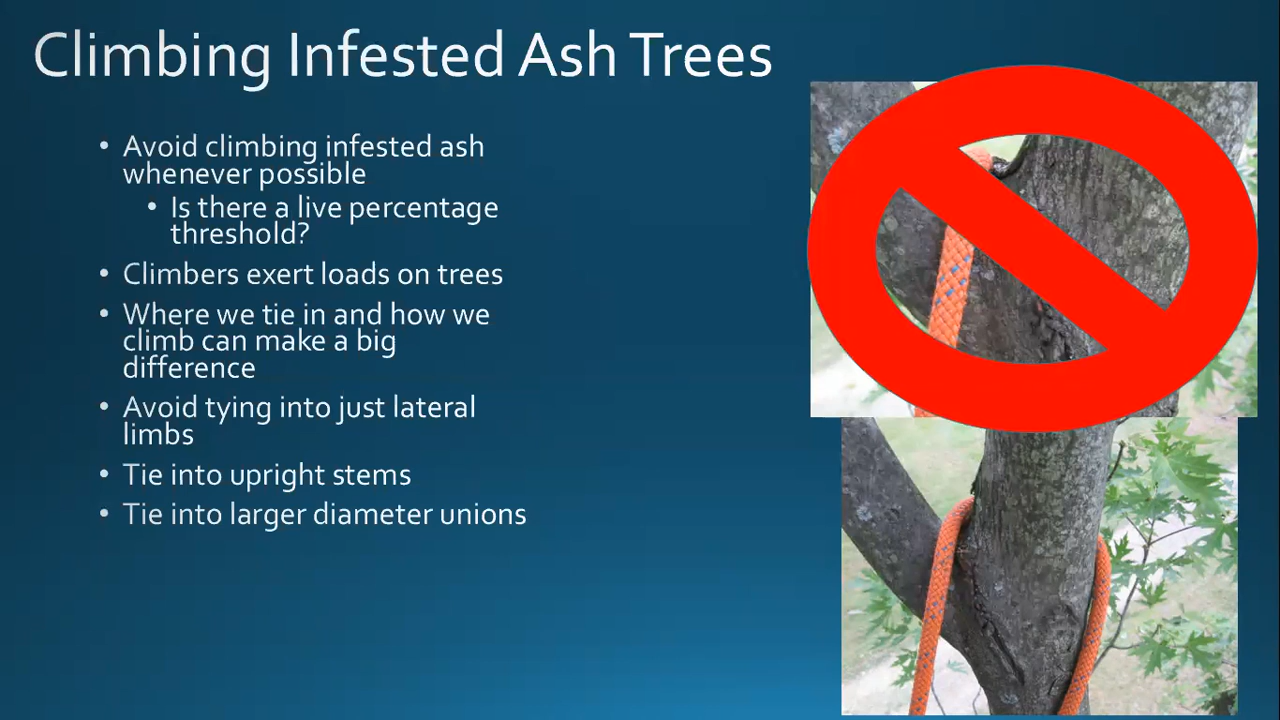 Climbing Infested Ash Trees
• Avoid climbing infested ash
whenever possible
• Is there a live percentage
threshold?
• Climbers exert loads on trees
• Where we tie in and how we
climb can make a big
difference
• Avoid tying into just lateral
limbs
• Tie into upright stems
• Tie into larger diameter unions